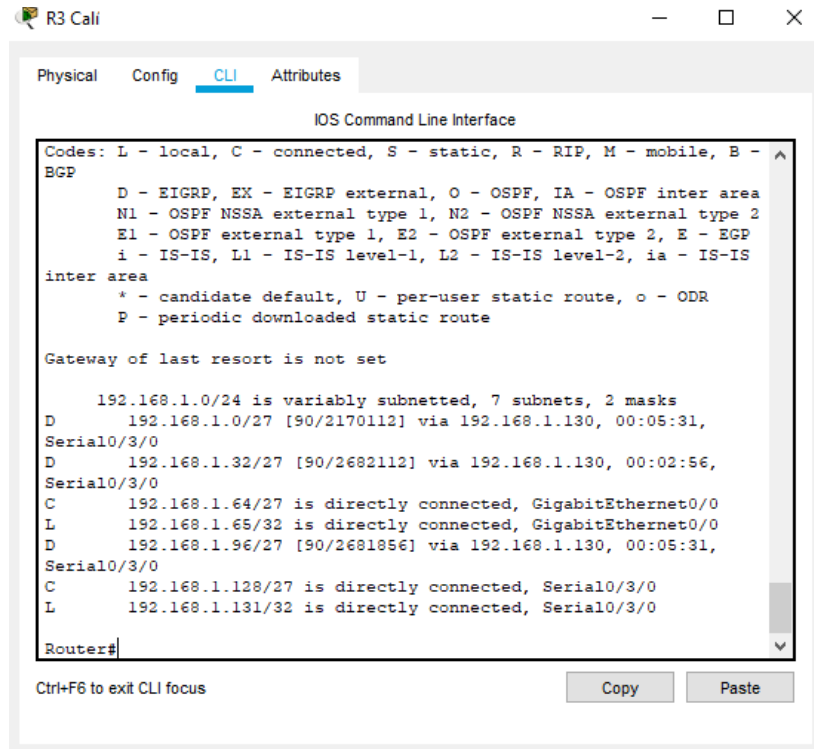 R3 Calí
Physical Config CLI Attributes
IOS Command Line Interface
Codes: L - local, C - connected, S - static, R - RIP, M - mobile, B -
BGP
D - EIGRP, EX - EIGRP external, O - OSPF, IA - OSPF inter area
N1 - OSPF NSSA external type 1, N2 - OSPF NSSA external type 2
E1 - OSPF external type 1, E2 - OSPF external type 2, E - EGP
i - IS-IS, L1 - IS-IS level-1, L2 - IS-IS level-2, ia - IS-IS
inter area
* - candidate default, U - per-user static route, o - ODR
P - periodic downloaded static route
Gateway of last resort is not set
192.168.1.0/24 is variably subnetted, 7 subnets, 2 masks
D 192.168.1.0/27 [90/2170112] via 192.168.1.130, 00:05:31,
Serial0/3/0
D 192.168.1.32/27 [90/2682112] via 192.168.1.130, 00:02:56,
Serial0/3/0
C 192.168.1.64/27 is directly connected, GigabitEthernet0/0
L 192.168.1.65/32 is directly connected, GigabitEthernet0/0
D 192.168.1.96/27 [90/2681856] via 192.168.1.130, 00:05:31,
Serial0/3/0
C 192.168.1.128/27 is directly connected, Serial0/3/0
L 192.168.1.131/32 is directly connected, Serial0/3/0
Router#
Ctrl+F6 to exit CLI focus Copy Paste